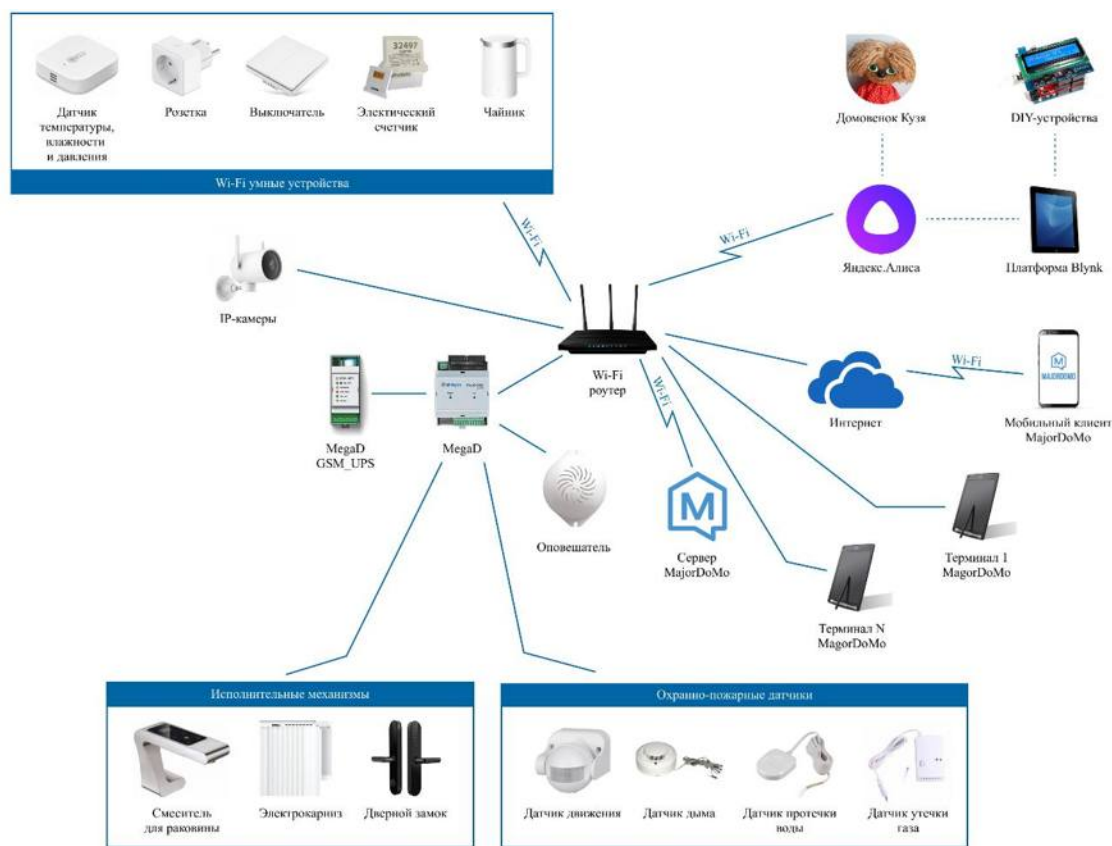 32497
Датчик
температуры,
влажности
и давления
Розетка
Выключатель
Электический
счетчик
Чайник
Wi-Fi умные устройства
Домовенок Кузя
DIY-устройства
Wi-Fi
Wi-Fi
Яндекс.Алиса
Платформа Blynk
IP-камеры
Wi-Fi
роутер
Wi-Fi
Интернет
Wi-Fi
MAJORDOMO
Мобильный клиент
MajorDoMo
MegaD
GSM_UPS
MegaD
Оповещатель
Сервер
MajorDoMo
Терминал 1
MagorDoMo
Терминал N
MagorDoMo
Исполнительные механизмы
Смеситель
для раковины
Электрокарниз
Дверной замок
Охранно-пожарные датчики
Датчик движения
Датчик дыма
Датчик протечки
воды
Датчик утечки
газа